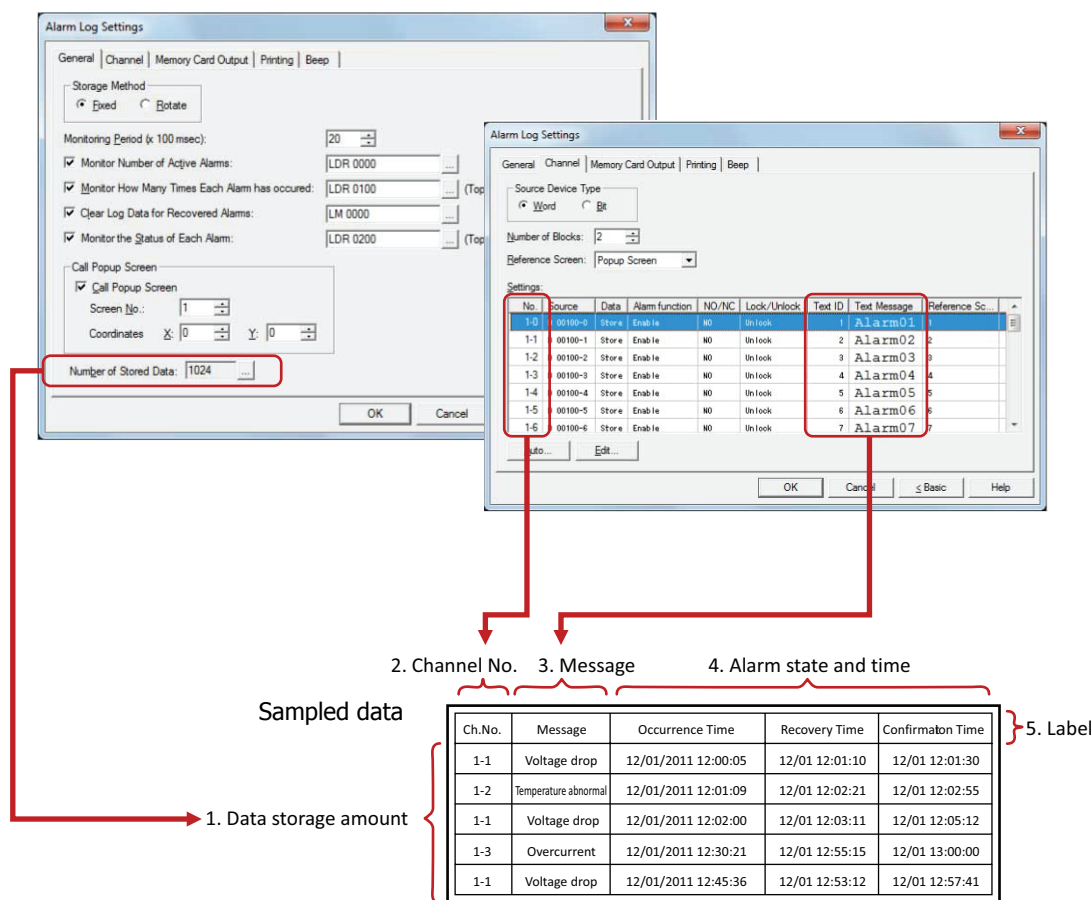 Alarm Log Settings
General Channel Memory Card Output Printing Beep
Storage Method
Fixed Rotate
Monitoring Period (x 100 msec): 20
Monitor Number of Active Alarms: LDR 0000 ...
Monitor How Many Times Each Alarm has occured: LDR 0100 ... (Top
Clear Log Data for Recovered Alarms: LM 0000 ...
Monitor the Status of Each Alarm: LDR 0200 ... (Top
Call Popup Screen
Call Popup Screen
Screen No.: 1
Coordinates X: 0 Y: 0
Number of Stored Data: 1024 ...
OK Cancel
Alarm Log Settings
General Channel Memory Card Output Printing Beep
Source Device Type
Word Bit
Number of Blocks: 2
Reference Screen: Popup Screen
Settings:
No. Source Data Alarm function NO/NC Lock/Unlock Text ID Text Message Reference Sc...
1-0 00100-0 Store Enable NO Unlock 1 Alarm01 1
1-1 00100-1 Store Enable NO Unlock 2 Alarm02 2
1-2 00100-2 Store Enable NO Unlock 3 Alarm03 3
1-3 00100-3 Store Enable NO Unlock 4 Alarm04 4
1-4 00100-4 Store Enable NO Unlock 5 Alarm05 5
1-5 00100-5 Store Enable NO Unlock 6 Alarm06 6
1-6 00100-6 Store Enable NO Unlock 7 Alarm07 7
Edit...
OK Cancel < Basic Help
2. Channel No. 3. Message 4. Alarm state and time
Sampled data
5. Label
Ch.No. Message Occurrence Time Recovery Time Confirmaton Time
1-1 Voltage drop 12/01/2011 12:00:05 12/01 12:01:10 12/01 12:01:30
1-2 Temperature abnormal 12/01/2011 12:01:09 12/01 12:02:21 12/01 12:02:55
1. Data storage amount
1-1 Voltage drop 12/01/2011 12:02:00 12/01 12:03:11 12/01 12:05:12
1-3 Overcurrent 12/01/2011 12:30:21 12/01 12:55:15 12/01 13:00:00
1-1 Voltage drop 12/01/2011 12:45:36 12/01 12:53:12 12/01 12:57:41